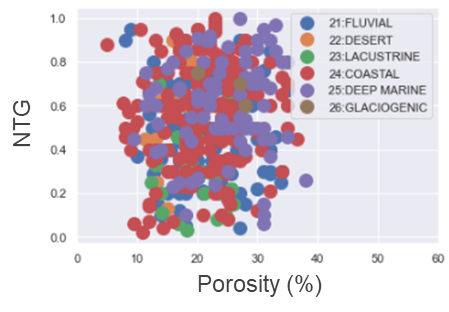 1.0
0.8
0.6
0.4
0.2
0.0
NTG
21:FLUVIAL
22:DESERT
23:LACUSTRINE
24:COASTAL
25:DEEP MARINE
26:GLACIOGENIC
0 10 20 30 40 50 60
Porosity (%)